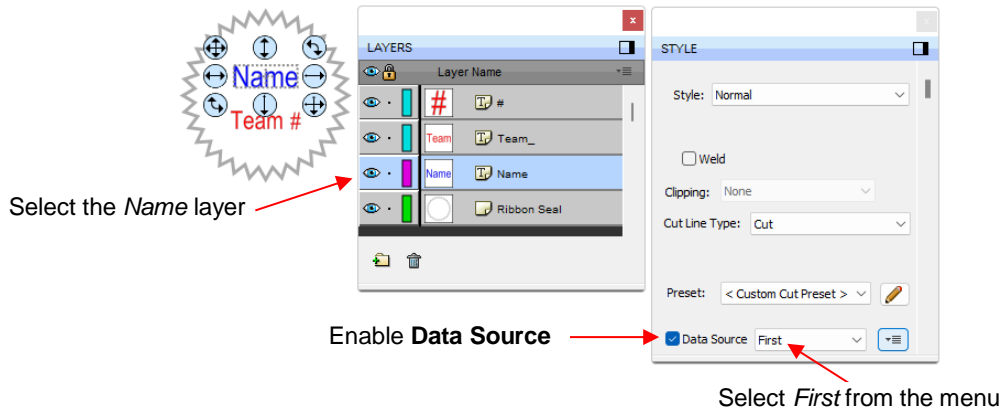 Name
Team #
Select the Name layer
LAYERS
Layer Name
# #
Team Team_
Name Name
Ribbon Seal
Enable Data Source
STYLE
Style: Normal
Weld
Clipping: None
Cut Line Type: Cut
Preset: < Custom Cut Preset >
Data Source First
Select First from the menu